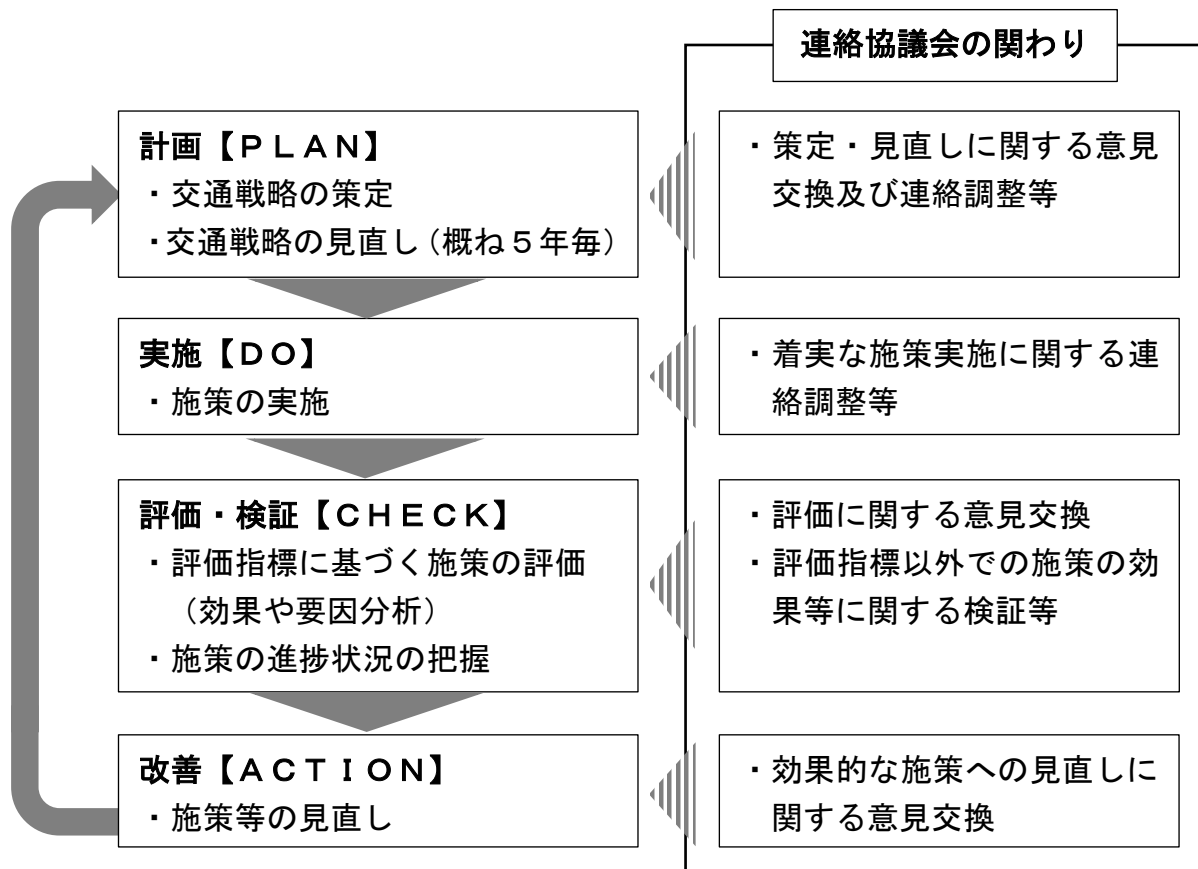 連絡協議会の関わり
計画【ＰＬＡＮ】
・交通戦略の策定
・交通戦略の見直し（概ね５年毎）
・策定・見直しに関する意見
交換及び連絡調整等
実施【ＤＯ】
・施策の実施
・着実な施策実施に関する連
絡調整等
評価・検証【ＣＨＥＣＫ】
・評価指標に基づく施策の評価
（効果や要因分析）
・施策の進捗状況の把握
・評価に関する意見交換
・評価指標以外での施策の効
果等に関する検証等
改善【ＡＣＴＩＯＮ】
・施策等の見直し
・効果的な施策への見直しに
関する意見交換